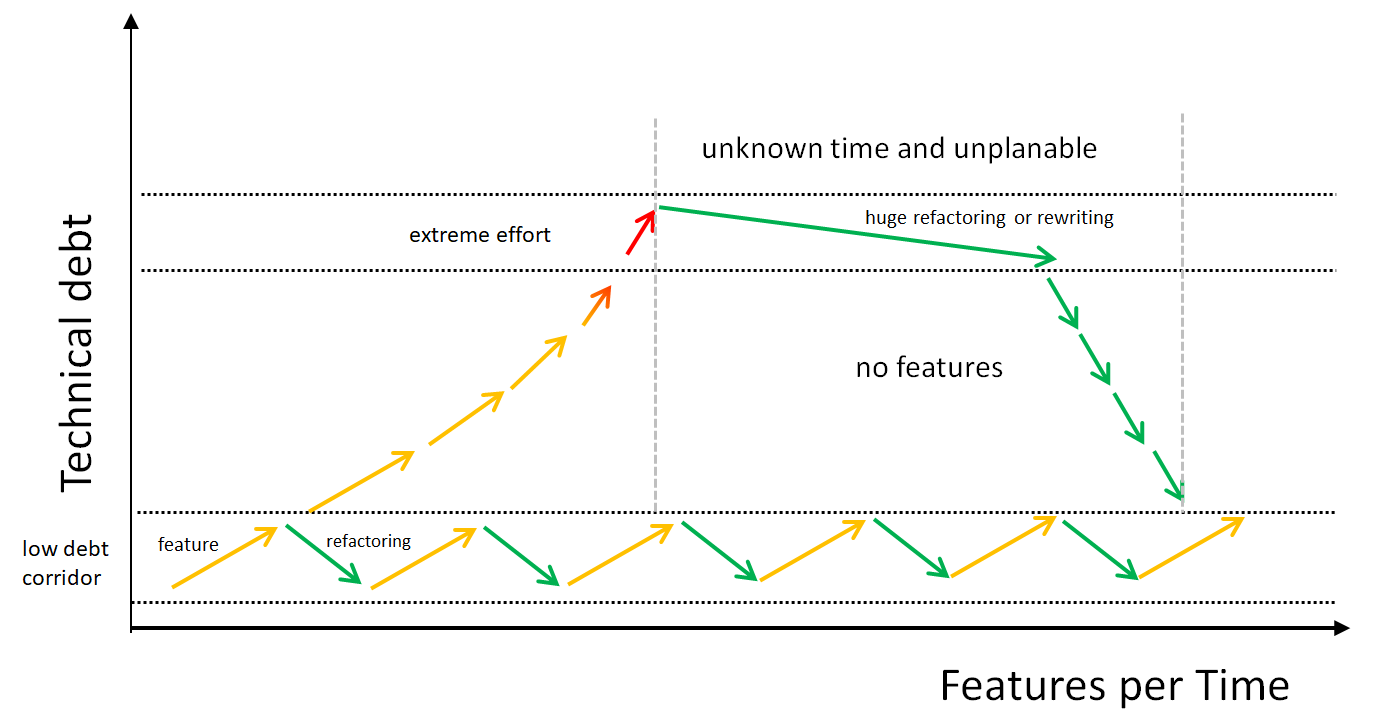 unknown time and unplanable
huge refactoring or rewriting
extreme effort
Technical debt
no features
low debt
corridor
feature
refactoring
Features per Time